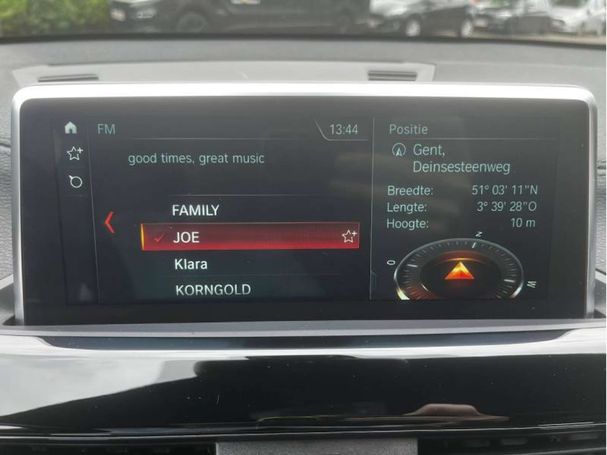 FM
13:44
good times, great music
FAMILY
JOE
Klara
KORNGOLD
Positie
Gent,
Deinsesteenweg
Breedte: 51° 03' 11"N
Lengte: 3° 39' 28"O
Hoogte: 10 m
Z
O
W